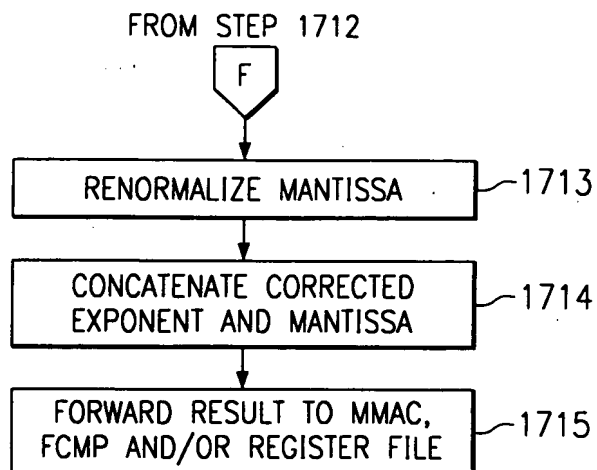 FROM STEP 1712
F
RENORMALIZE MANTISSA
1713
CONCATENATE CORRECTED
EXPONENT AND MANTISSA
1714
FORWARD RESULT TO MMAC,
FCMP AND/OR REGISTER FILE
1715